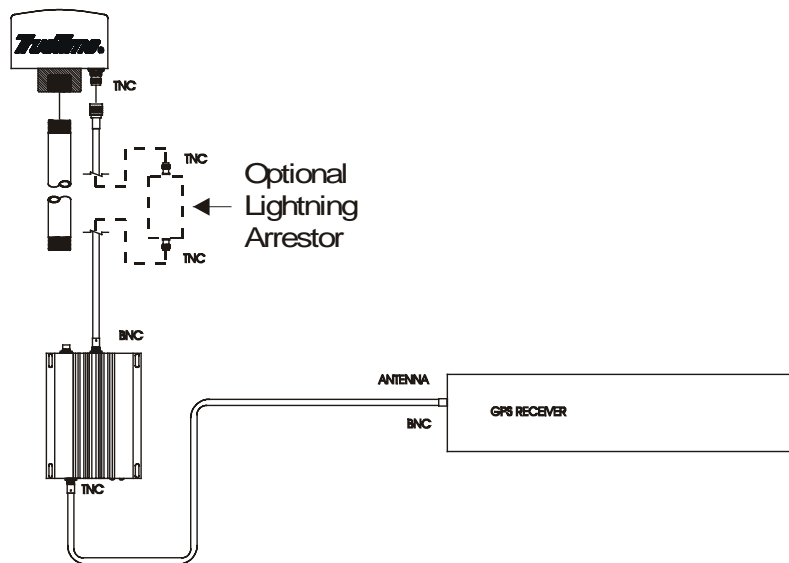 TrueTime®
TNC
TNC
Optional
Lightning
Arrestor
TNC
BNC
ANTENNA
GPS RECEIVER
BNC
TNC